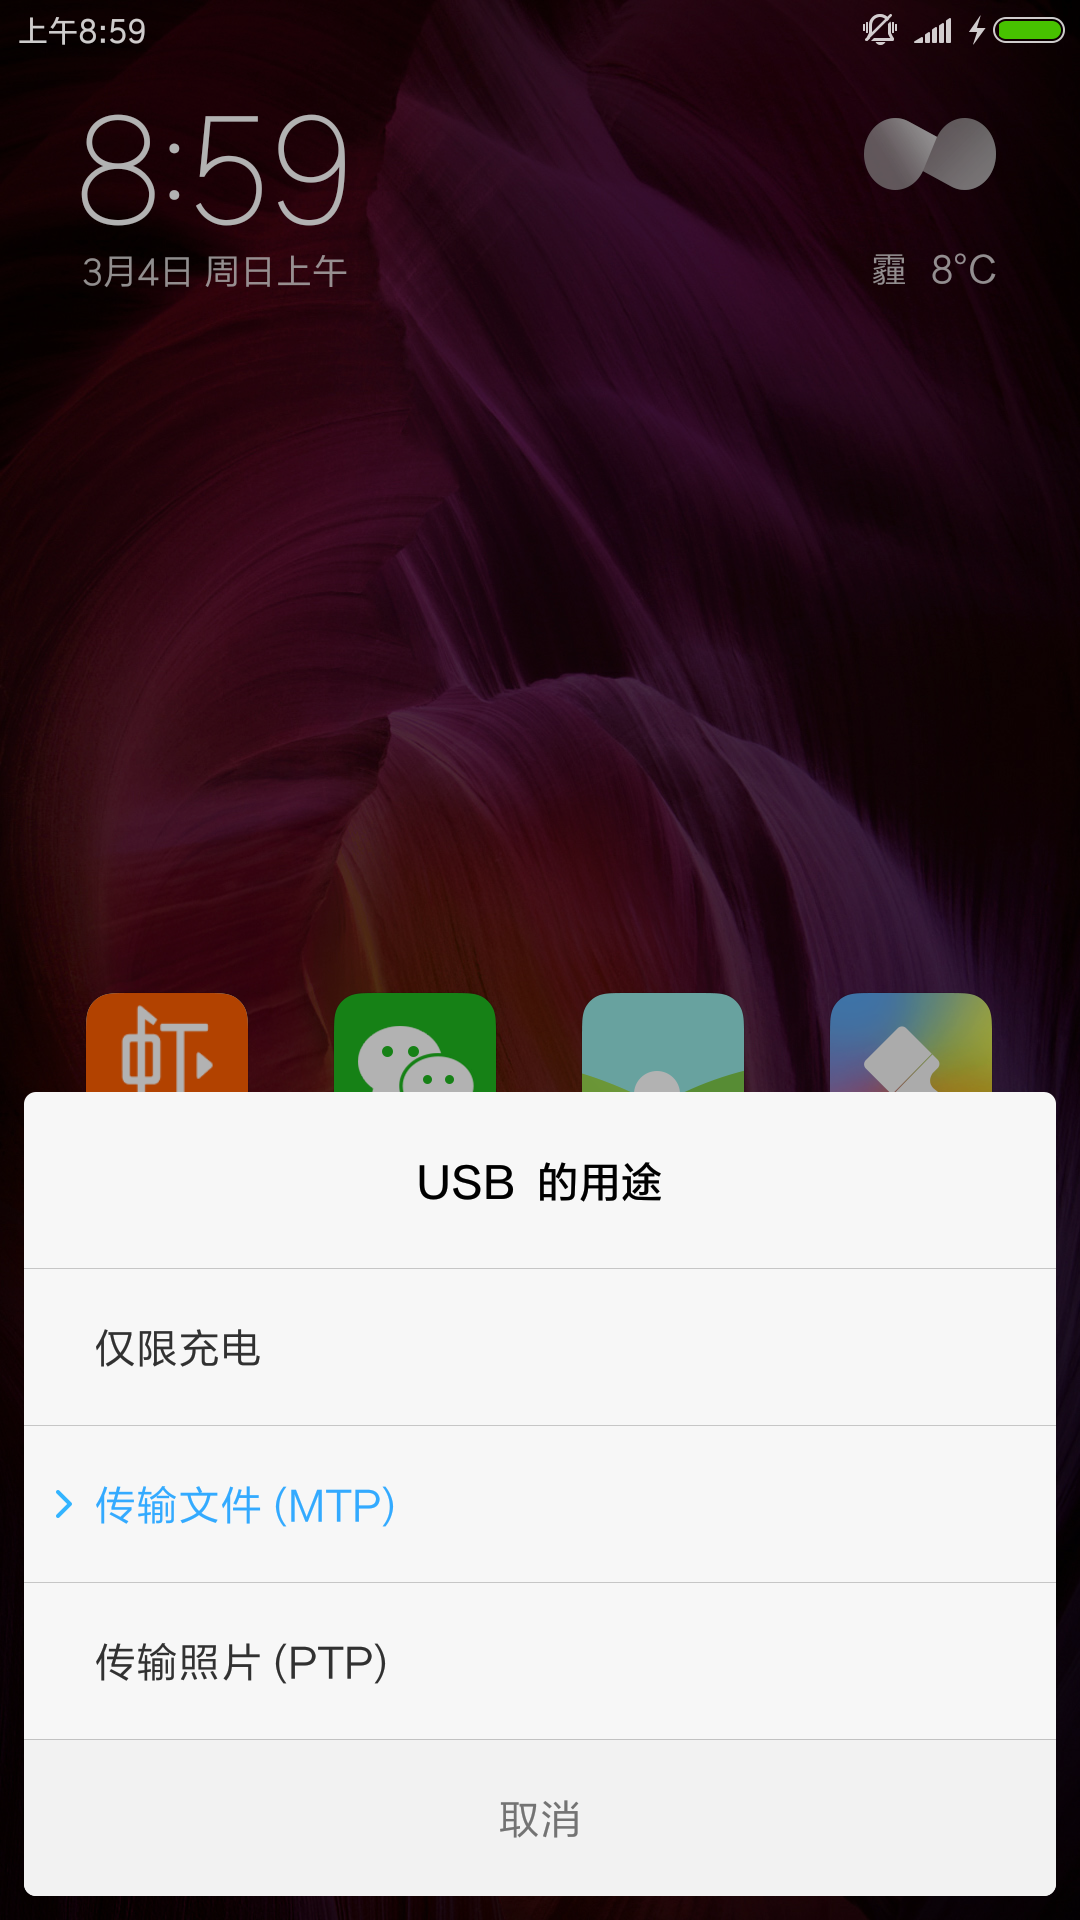 上午8:59
8:59
3月4日 周日上午
霾 8°C
虾
USB 的用途
仅限充电
传输文件 (MTP)
传输照片 (PTP)
取消